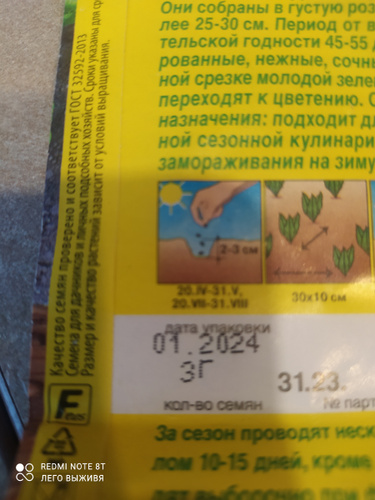 Они собраны в густую роз
лее 25-30 см. Период от в
тельской годности 45-55
рованные, нежные, сочны
ной срезке молодой зеле
переходят к цветению. С
назначения: подходит дл
ной сезонной кулинари
замораживания на зиму
2-3 см
20.IV-31.V,
20.VII-31.VIII
30х10 см
дата упаковки
01.2024
3Г
31.23.
кол-во семян
№ парт
За сезон проводят неск
лом 10-15 дней, кроме
Качество семян проверено и соответствует ГОСТ 32592-2013
Семена для дачников и личных подсобных хозяйств. Сроки указаны для ср
Размер и качество растений зависит от условий выращивания.
F
REDMI NOTE 8T
ЛЕГО ВЫЖИВЯ